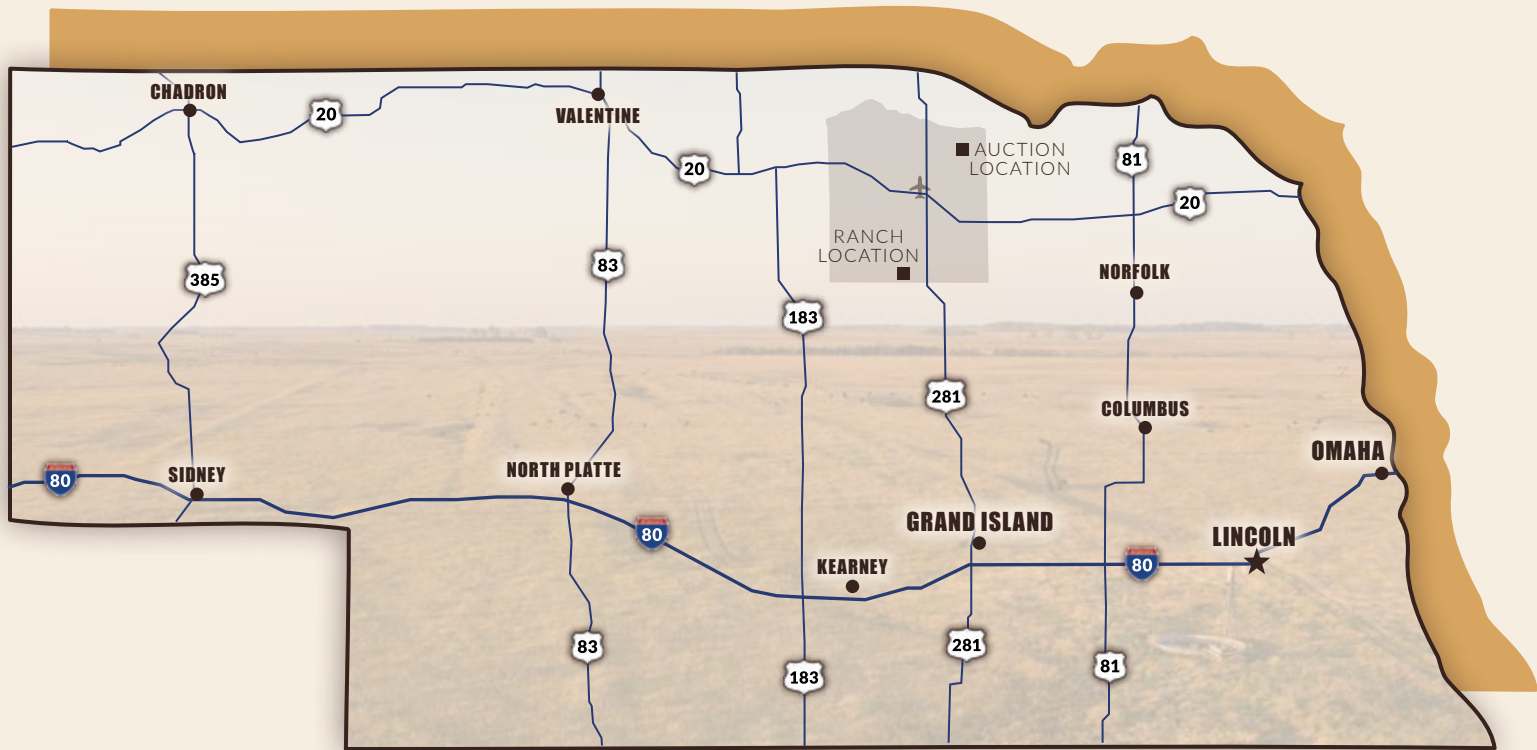 CHADRON
20
VALENTINE
20
AUCTION
LOCATION
81
20
RANCH
LOCATION
385
83
NORFOLK
183
281
COLUMBUS
OMAHA
80
SIDNEY
NORTH PLATTE
80
GRAND ISLAND
LINCOLN
KEARNEY
80
83
281
183
81